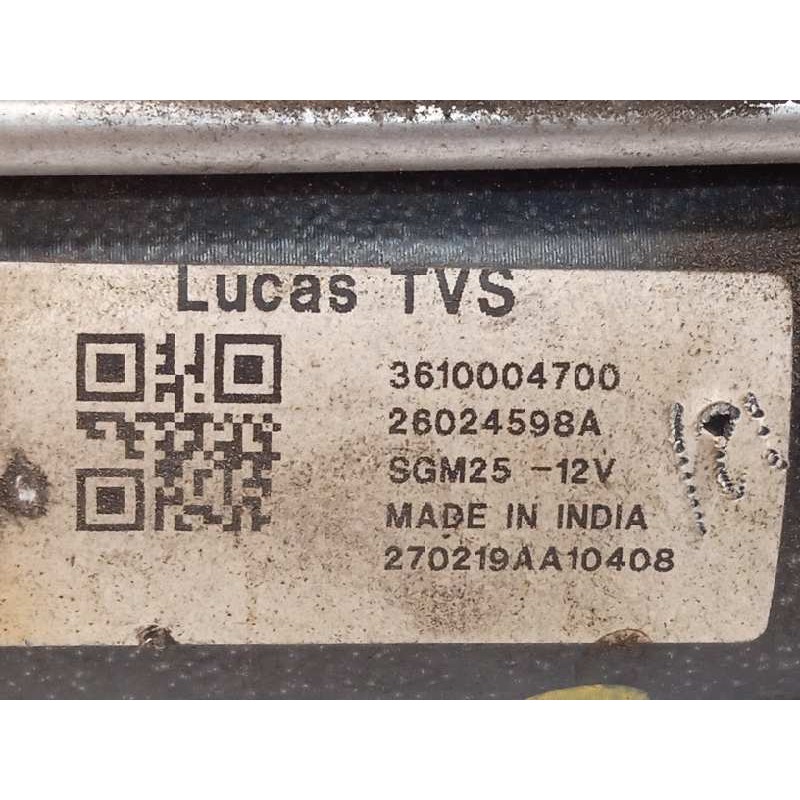 Lucas TVS
3610004700
26024598A
SGM25 -12V
MADE IN INDIA
270219AA10408